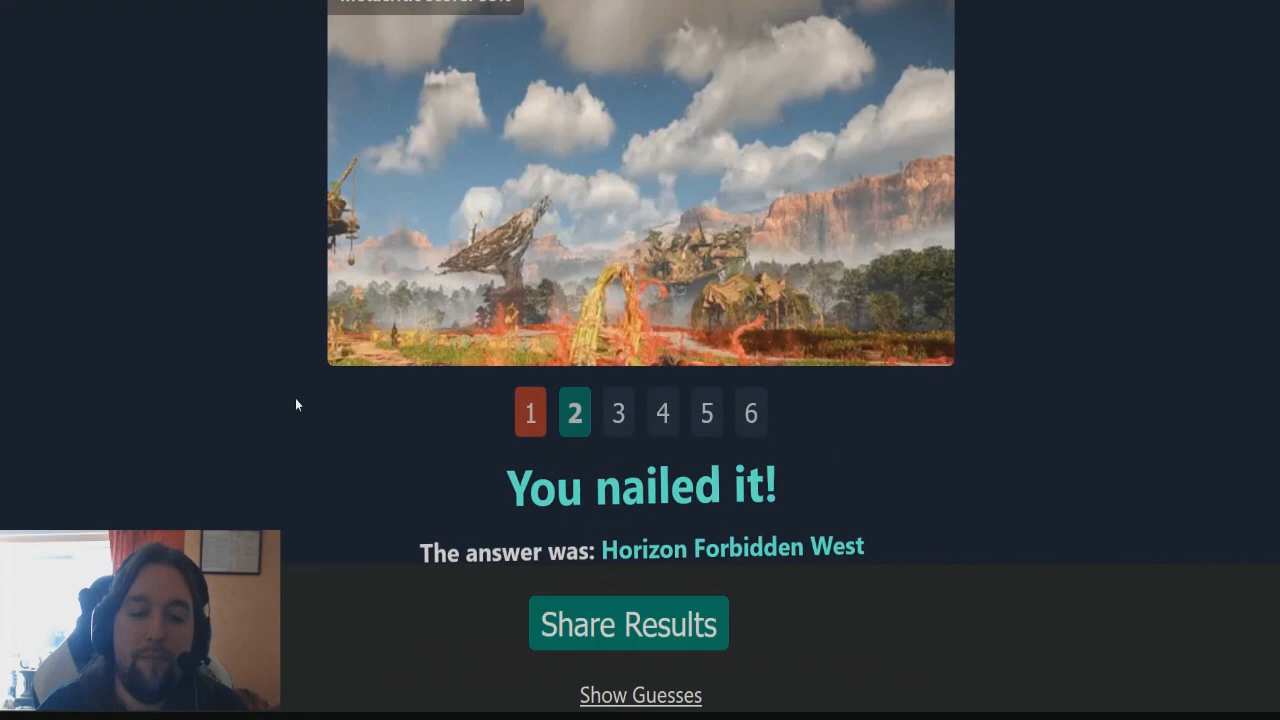 1 2 3 4 5 6
You nailed it!
The answer was: Horizon Forbidden West
Share Results
Show Guesses